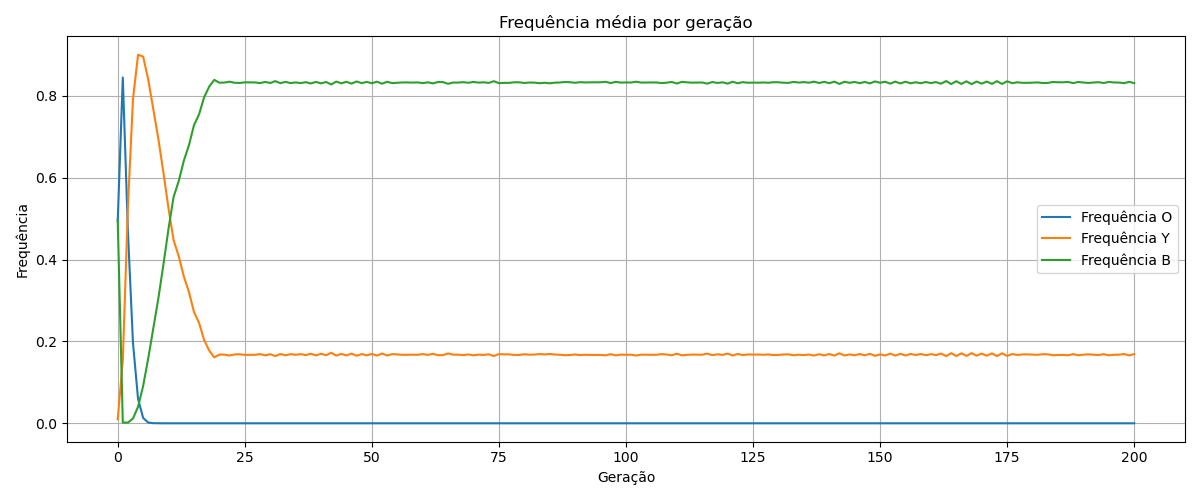 Frequência média por geração
Frequência
0.8
0.6
0.4
0.2
0.0
Frequência O
Frequência Y
Frequência B
0 25 50 75 100 125 150 175 200
Geração